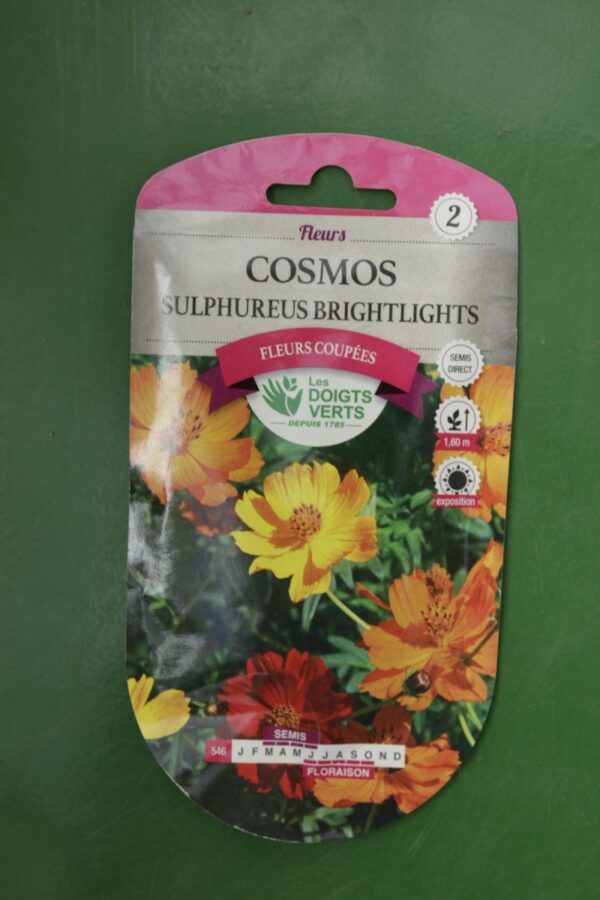 2
Fleurs
COSMOS
SULPHUREUS BRIGHTLIGHTS
FLEURS COUPÉES
SEMIS
DIRECT
Les
DOIGTS
VERTS
DEPUIS 1785
1,60 m
exposition
SEMIS
546 J F M A M J J A S O N D
FLORAISON